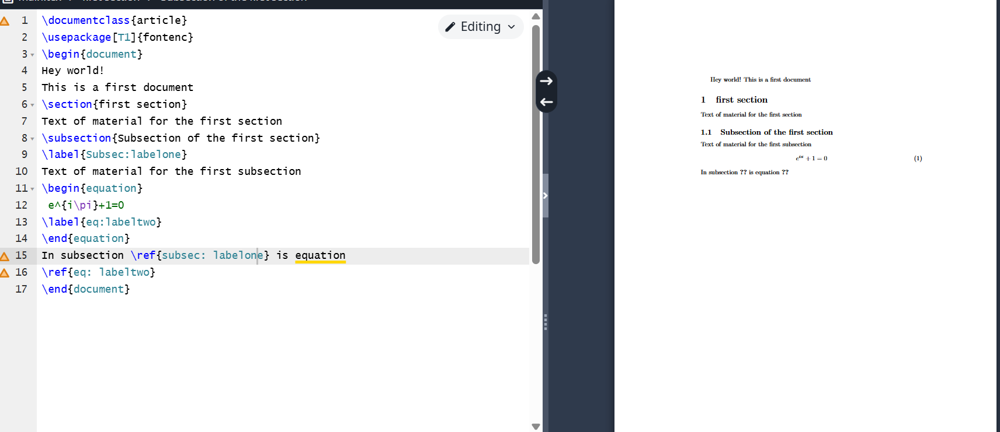 1 \documentclass{article}
2 \usepackage[T1]{fontenc}
3 \begin{document}
4 Hey world!
5 This is a first document
6 \section{first section}
7 Text of material for the first section
8 \subsection{Subsection of the first section}
9 \label{Subsec:labelone}
10 Text of material for the first subsection
11 \begin{equation}
12 e^{i\pi}+1=0
13 \label{eq:labeltwo}
14 \end{equation}
15 In subsection \ref{subsec: labelone} is equation
16 \ref{eq: labeltwo}
17 \end{document}
Editing
Hey world! This is a first document
1 first section
Text of material for the first section
1.1 Subsection of the first section
Text of material for the first subsection
e^{iπ} + 1 = 0 (1)
In subsection ?? is equation ??